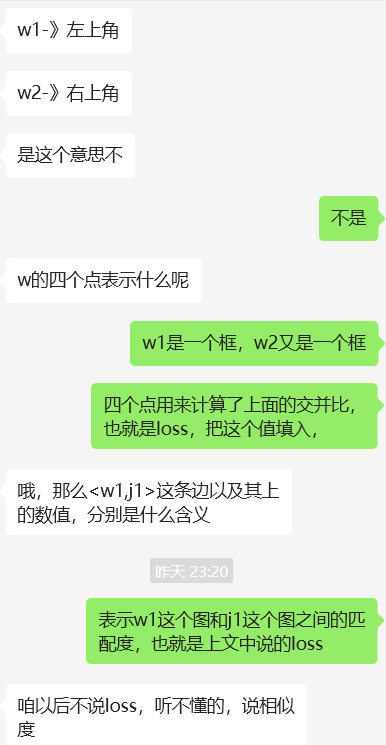 w1-》左上角
w2-》右上角
是这个意思不
不是
w的四个点表示什么呢
w1是一个框，w2又是一个框
四个点用来计算了上面的交并比，
也就是loss，把这个值填入，
哦，那么<w1,j1>这条边以及其上
的数值，分别是什么含义
昨天 23:20
表示w1这个图和j1这个图之间的匹
配度，也就是上文中说的loss
咱以后不说loss，听不懂的，说相似
度